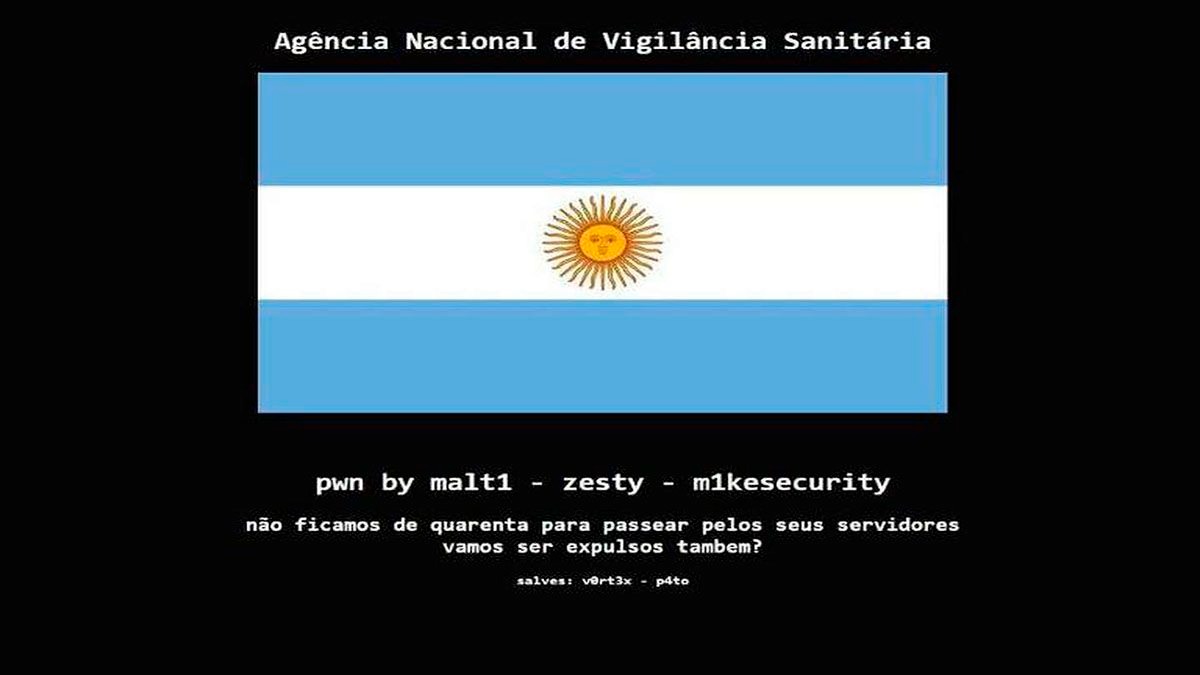 Agência Nacional de Vigilância Sanitária
pwn by malt1 - zesty - m1kesecurity
não ficamos de quarenta para passear pelos seus servidores
vamos ser expulsos tambem?
salves: v0rt3x - p4to